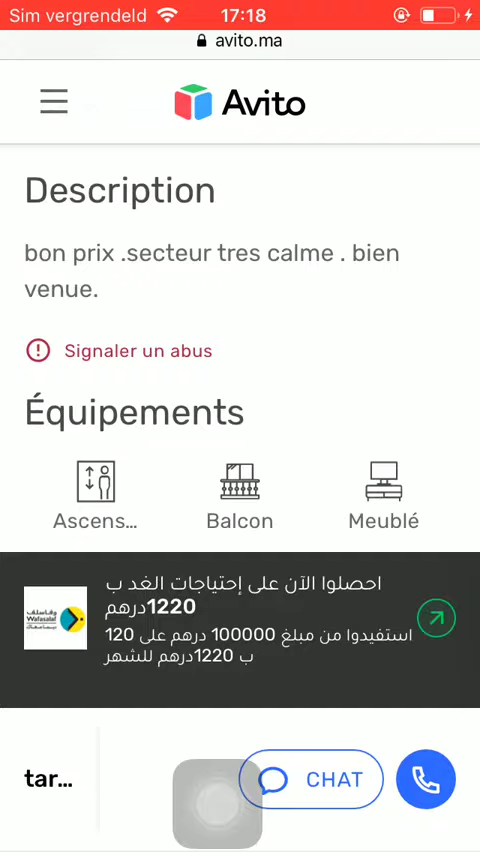 Sim vergrendeld 17:18
avito.ma
Avito
Description
bon prix .secteur tres calme . bien
venue.
Signaler un abus
Équipements
Ascens... Balcon Meublé
احصلوا الآن على إحتياجات الغد ب
1220درهم
استفيدوا من مبلغ 100000 درهم على 120
ب 1220درهم للشهر
وفاسلف
Wafasalaf
tar...
CHAT